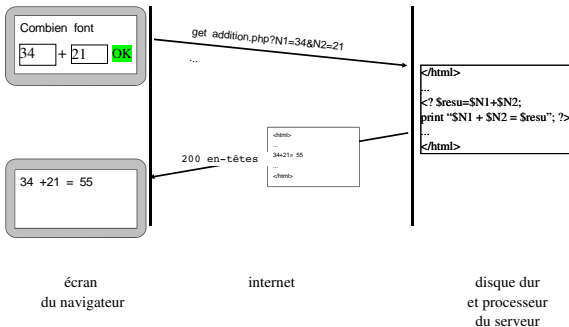 Combien font
34 + 21 OK
get addition.php?N1=34&N2=21
...
</html>
...
<? $resu=$N1+$N2;
print “$N1 + $N2 = $resu”; ?>
...
</html>
200 en-têtes
<html>
...
34+21= 55
...
</html>
34 +21 = 55
écran
du navigateur
internet
disque dur
et processeur
du serveur